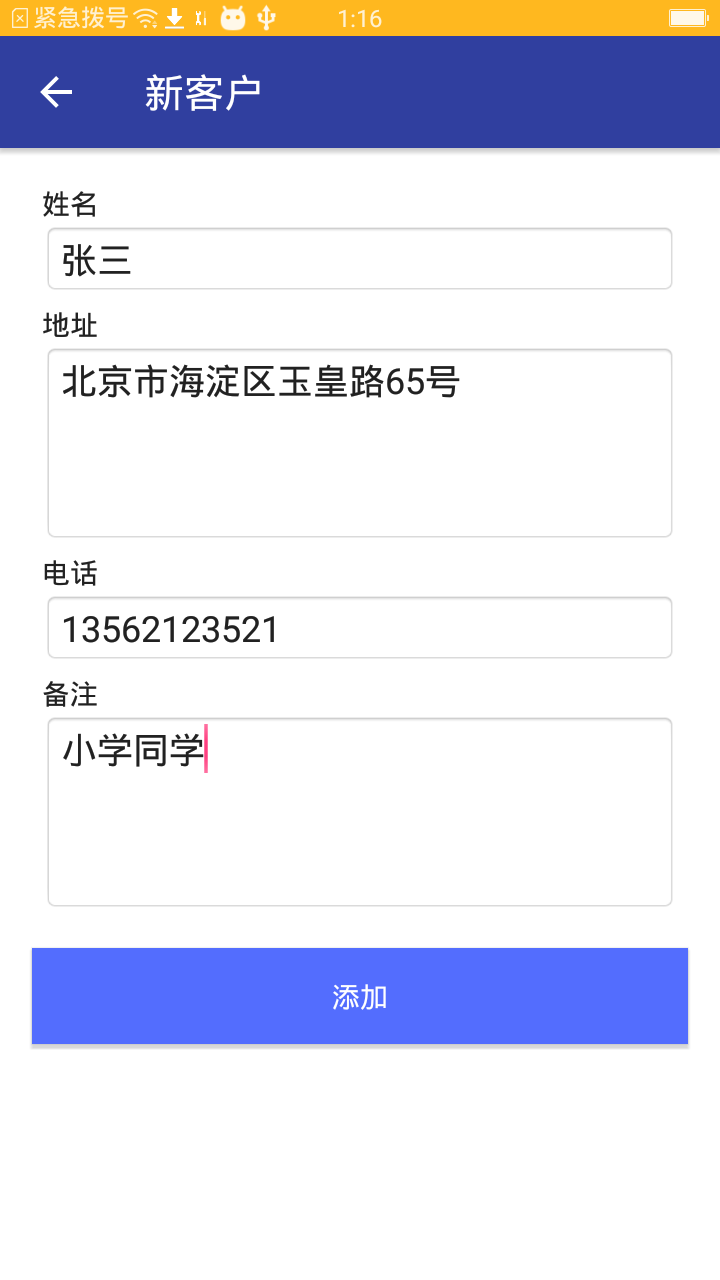 紧急拨号 1:16
新客户
姓名
张三
地址
北京市海淀区玉皇路65号
电话
13562123521
备注
小学同学
添加